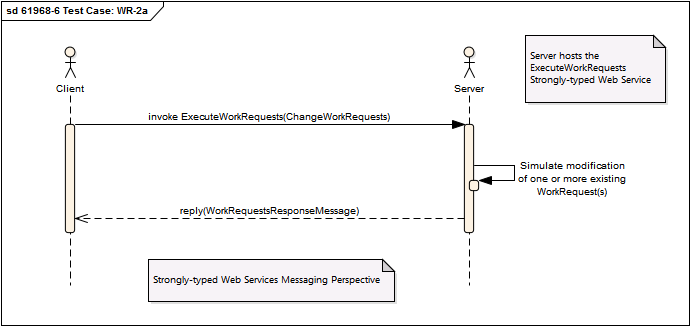 sd 61968-6 Test Case: WR-2a
Server hosts the
ExecuteWorkRequests
Strongly-typed Web Service
Client
Server
invoke ExecuteWorkRequests(ChangeWorkRequests)
Simulate modification
of one or more existing
WorkRequest(s)
reply(WorkRequestsResponseMessage)
Strongly-typed Web Services Messaging Perspective